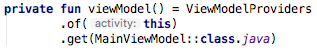 private fun viewModel() = ViewModelProviders
.of( activity: this)
.get(MainViewModel::class.java)